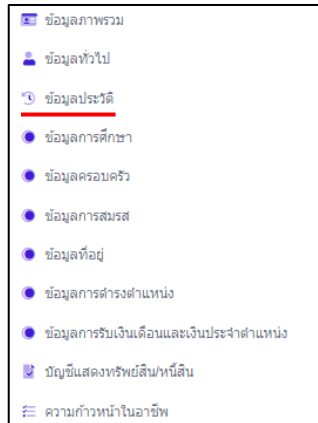 ข้อมูลภาพรวม
ข้อมูลทั่วไป
ข้อมูลประวัติ
ข้อมูลการศึกษา
ข้อมูลครอบครัว
ข้อมูลการสมรส
ข้อมูลที่อยู่
ข้อมูลการดำรงตำแหน่ง
ข้อมูลการรับเงินเดือนและเงินประจำตำแหน่ง
บัญชีแสดงทรัพย์สิน/หนี้สิน
ความก้าวหน้าในอาชีพ